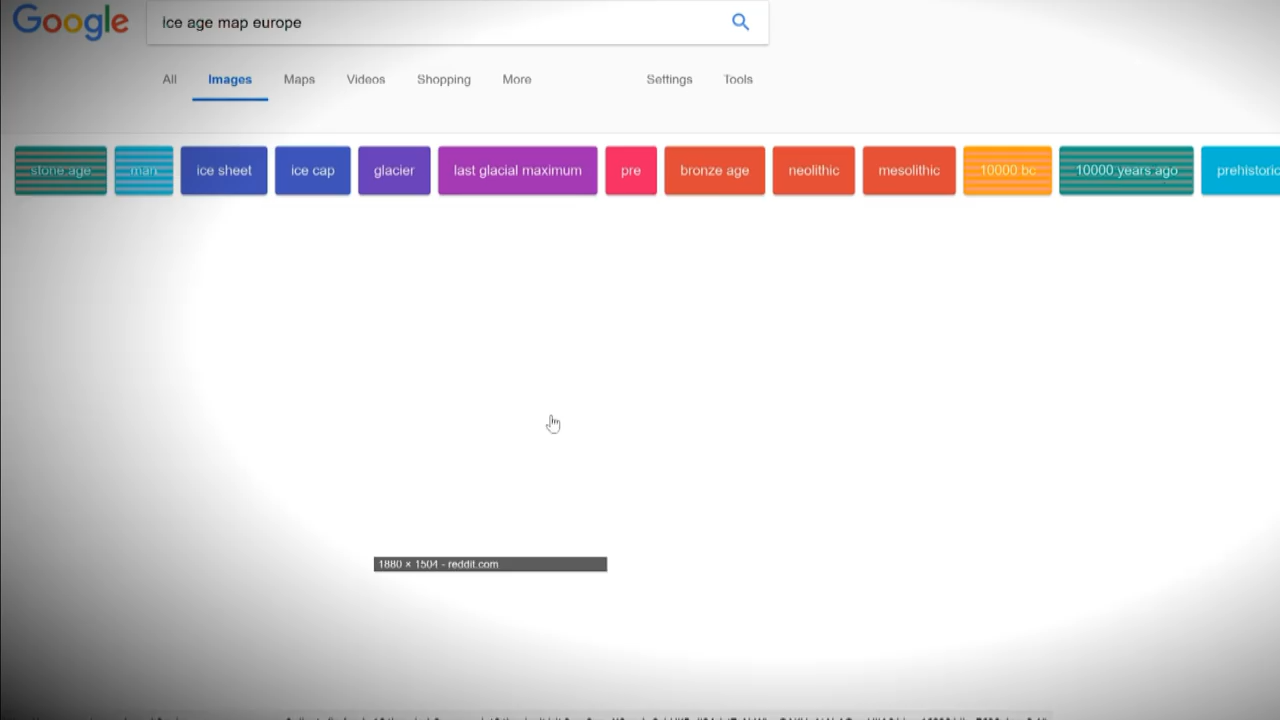 Google
ice age map europe
All Images Maps Videos Shopping More Settings Tools
stone age man ice sheet ice cap glacier last glacial maximum pre bronze age neolithic mesolithic 10000 bc 10000 years ago prehistoric
1880 × 1504 - reddit.com